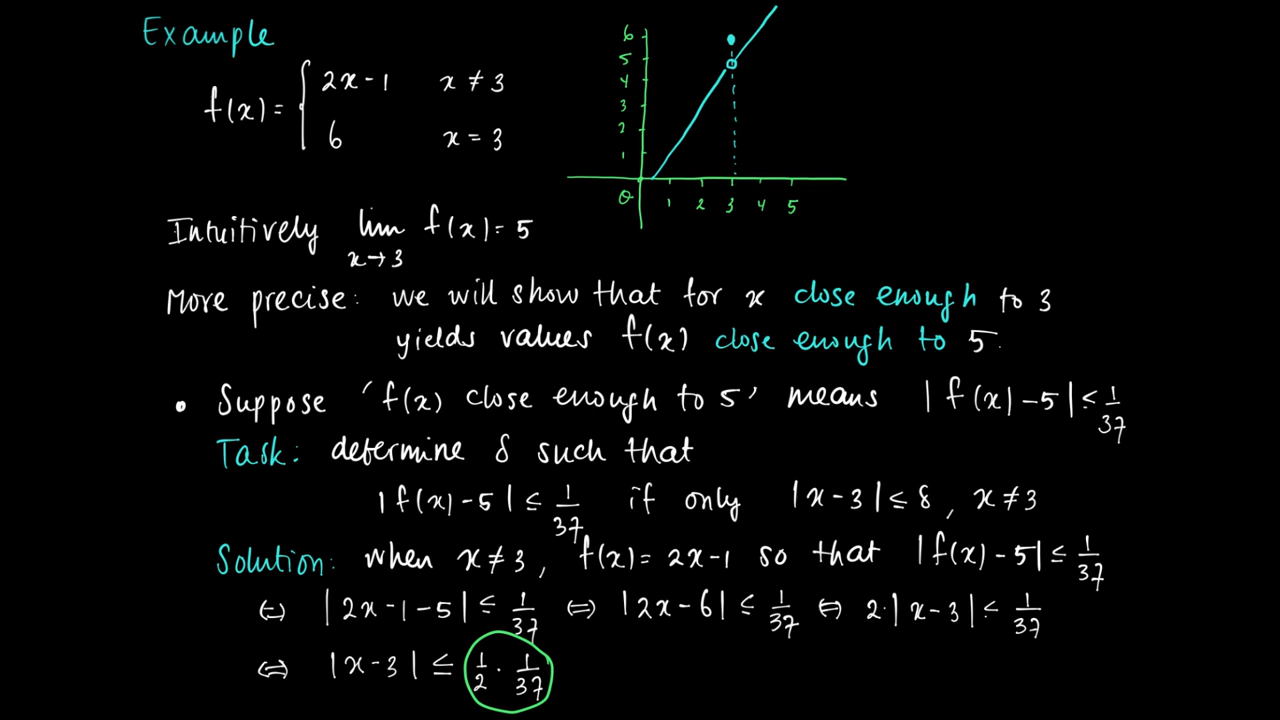 Example
f(x) = { 2x-1 x ≠ 3
6 x = 3
6
5
4
3
2
1
0 1 2 3 4 5
Intuitively lim f(x) = 5
x→3
More precise: we will show that for x close enough to 3
yields values f(x) close enough to 5.
• Suppose 'f(x) close enough to 5' means |f(x)-5| ≤ 1/37
Task: determine δ such that
|f(x)-5| ≤ 1/37 if only |x-3| ≤ δ, x ≠ 3
Solution: when x ≠ 3, f(x) = 2x-1 so that |f(x)-5| ≤ 1/37
⇔ |2x-1-5| ≤ 1/37 ⇔ |2x-6| ≤ 1/37 ⇔ 2·|x-3| ≤ 1/37
⇔ |x-3| ≤ 1/2 · 1/37